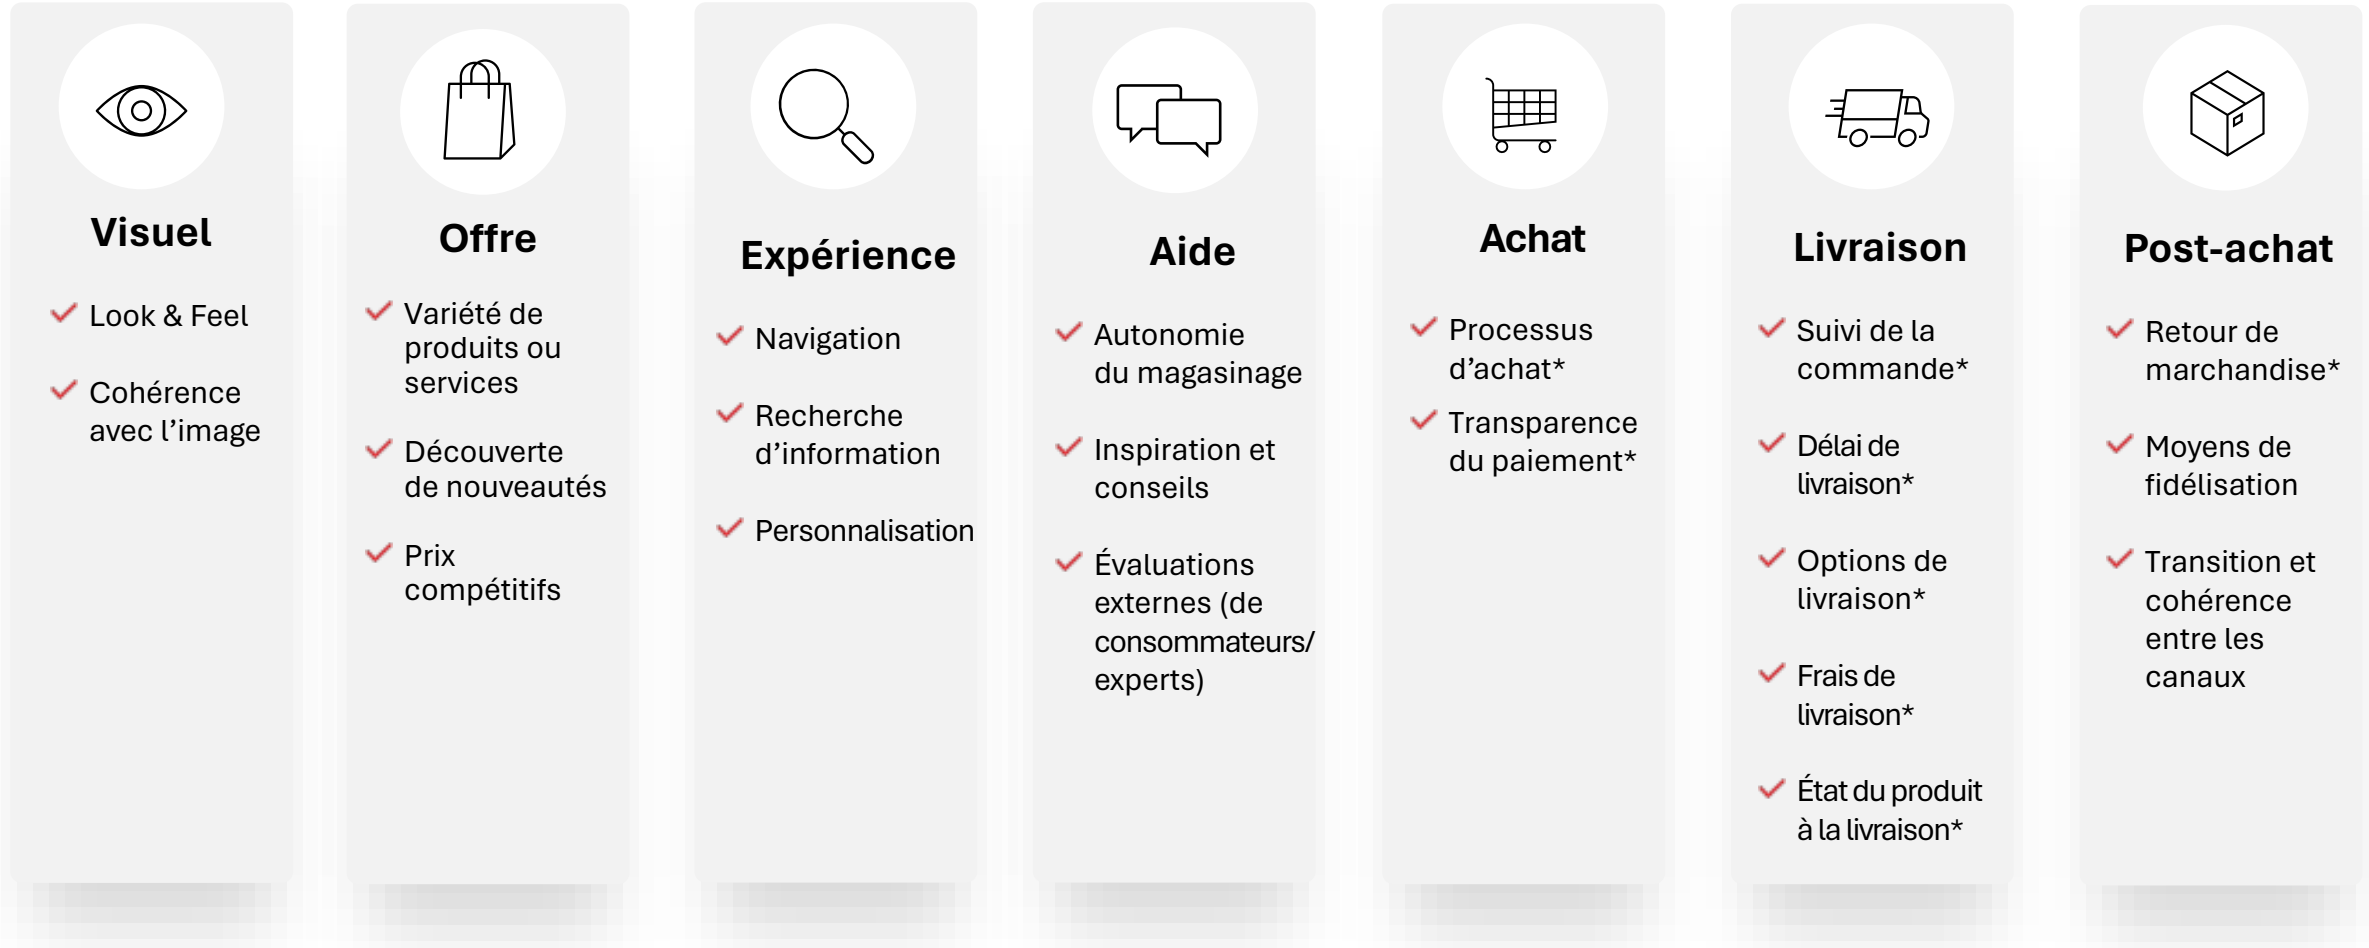 Visuel
Look & Feel
Cohérence
avec l’image
Offre
Variété de
produits ou
services
Découverte
de nouveautés
Prix
compétitifs
Expérience
Navigation
Recherche
d’information
Personnalisation
Aide
Autonomie
du magasinage
Inspiration et
conseils
Évaluations
externes (de
consommateurs/
experts)
Achat
Processus
d’achat*
Transparence
du paiement*
Livraison
Suivi de la
commande*
Délai de
livraison*
Options de
livraison*
Frais de
livraison*
État du produit
à la livraison*
Post-achat
Retour de
marchandise*
Moyens de
fidélisation
Transition et
cohérence
entre les
canaux